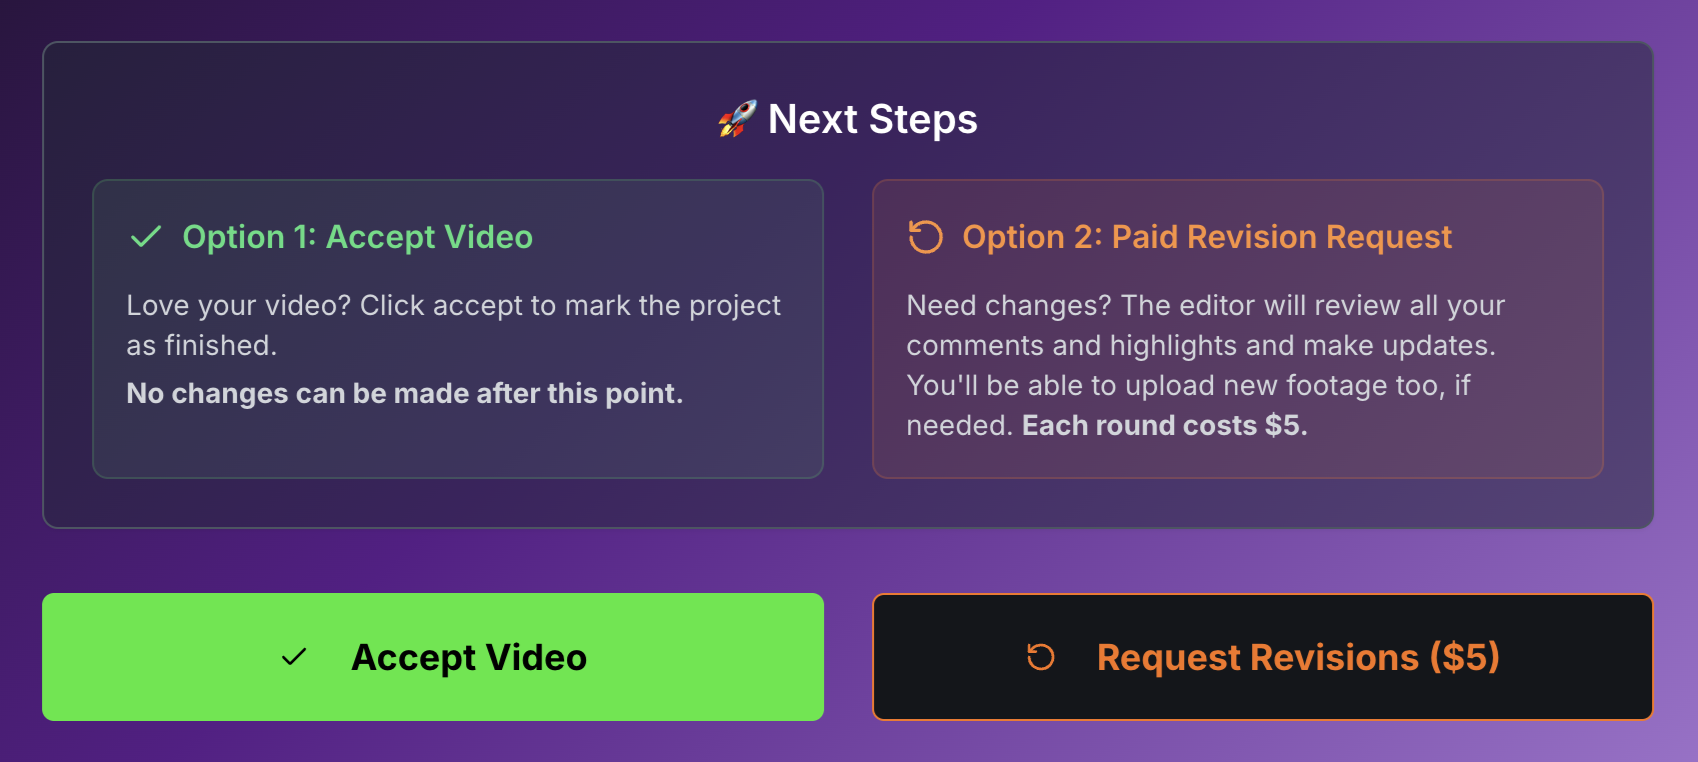 🚀 Next Steps
Option 1: Accept Video
Love your video? Click accept to mark the project
as finished.
No changes can be made after this point.
Option 2: Paid Revision Request
Need changes? The editor will review all your
comments and highlights and make updates.
You'll be able to upload new footage too, if
needed. Each round costs $5.
Accept Video
Request Revisions ($5)